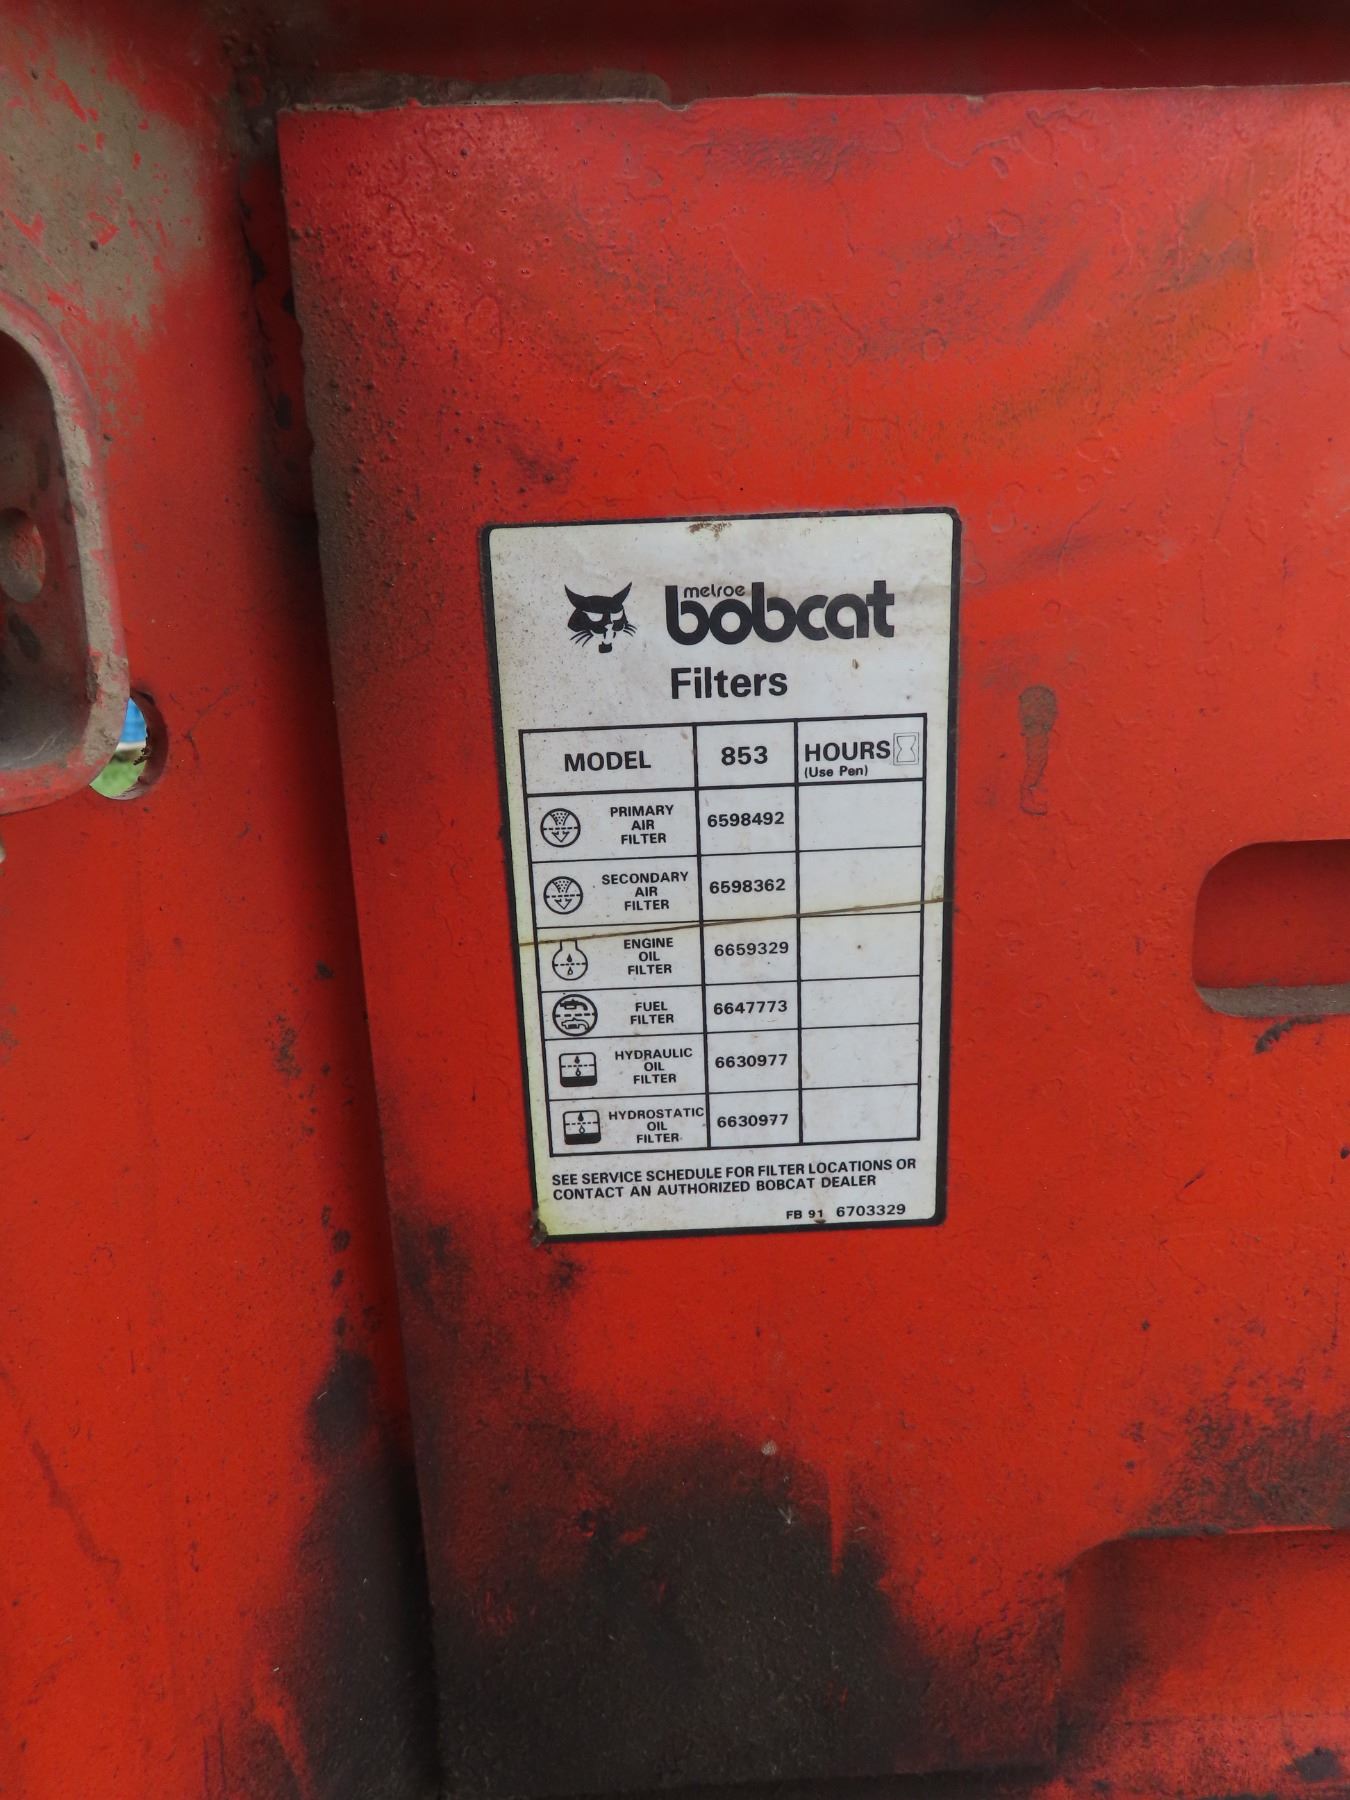 melroe
bobcat
Filters
MODEL 853 HOURS
(Use Pen)
PRIMARY
AIR
FILTER
6598492
SECONDARY
AIR
FILTER
6598362
ENGINE
OIL
FILTER
6659329
FUEL
FILTER
6647773
HYDRAULIC
OIL
FILTER
6630977
HYDROSTATIC
OIL
FILTER
6630977
SEE SERVICE SCHEDULE FOR FILTER LOCATIONS OR
CONTACT AN AUTHORIZED BOBCAT DEALER
FB 91 6703329